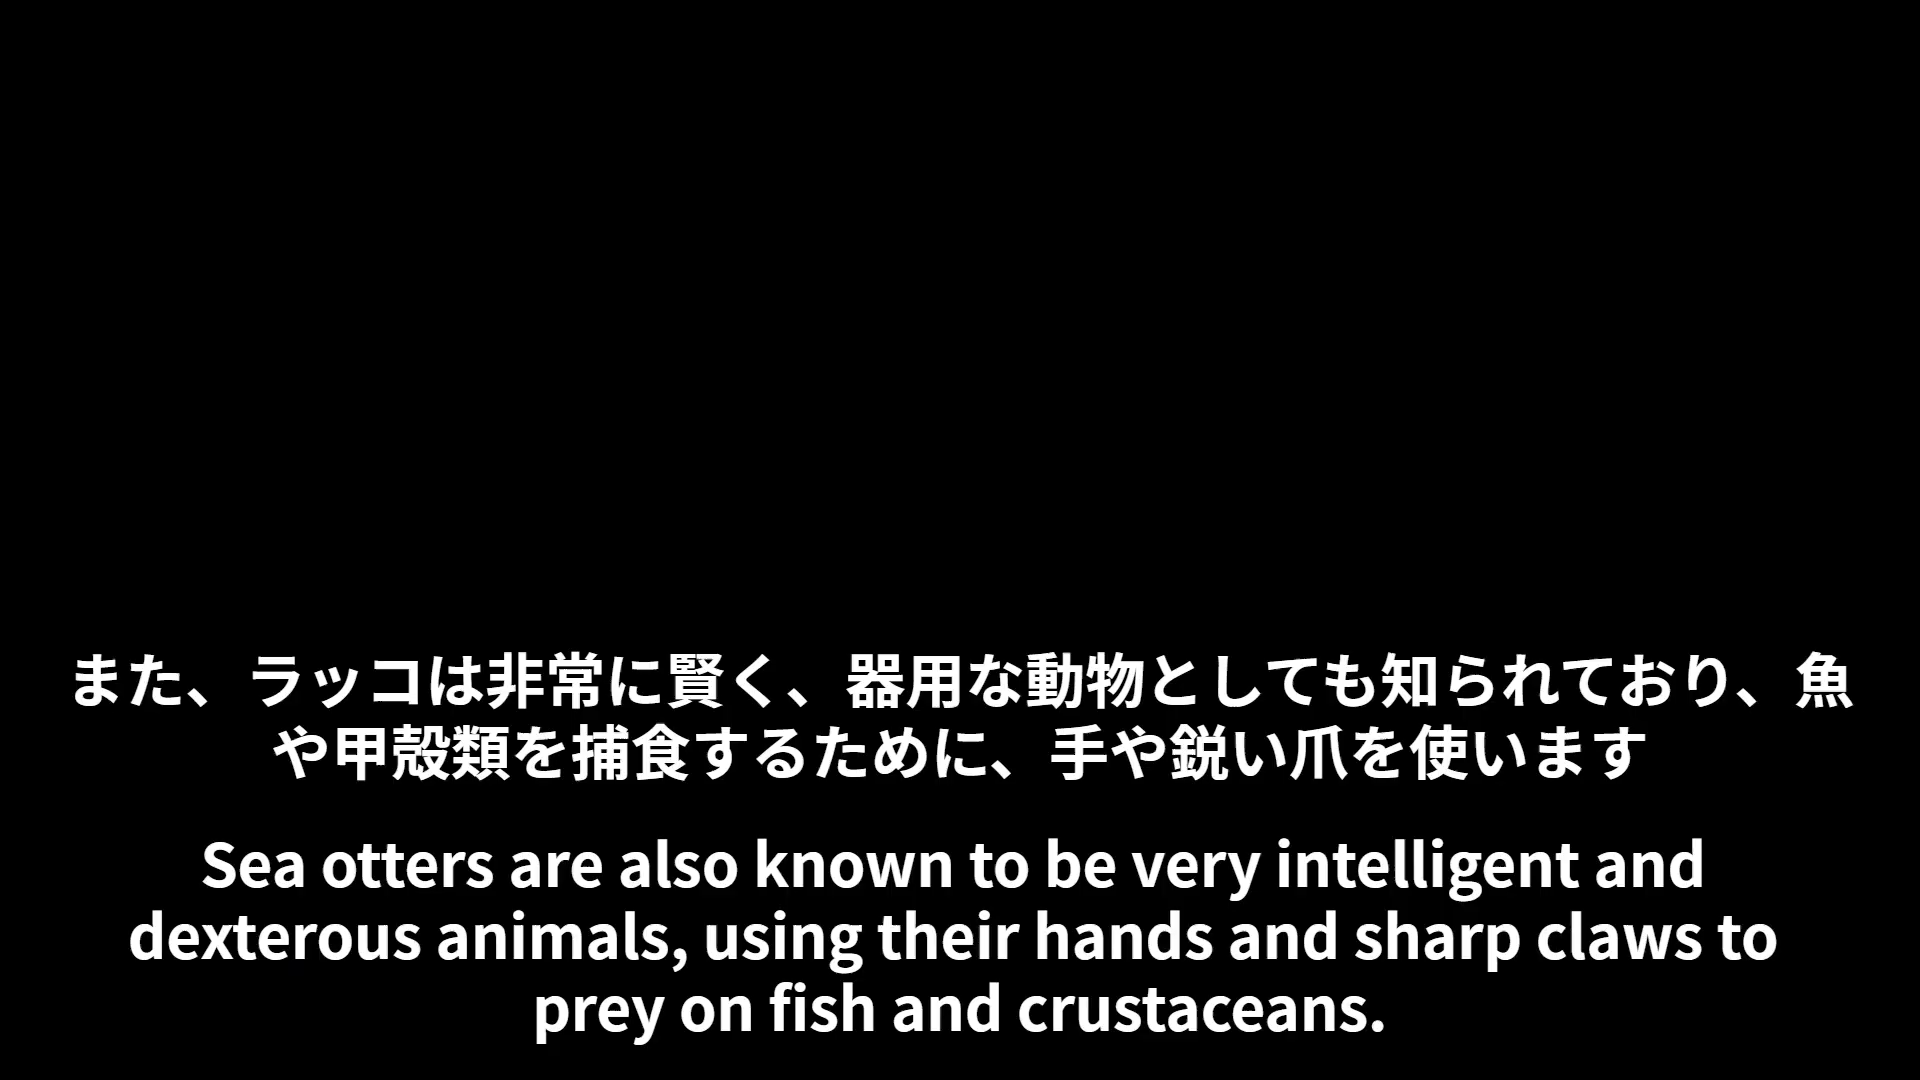 また、ラッコは非常に賢く、器用な動物としても知られており、魚
や甲殻類を捕食するために、手や鋭い爪を使います
Sea otters are also known to be very intelligent and
dexterous animals, using their hands and sharp claws to
prey on fish and crustaceans.